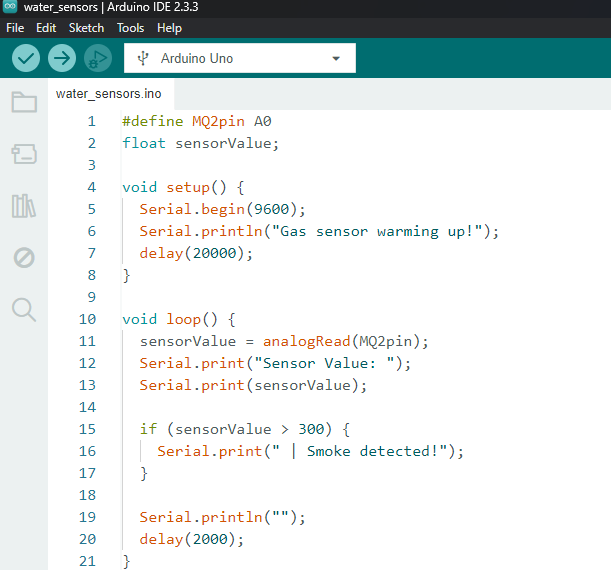 water_sensors | Arduino IDE 2.3.3
File Edit Sketch Tools Help
Arduino Uno
water_sensors.ino
1 #define MQ2pin A0
2 float sensorValue;
3
4 void setup() {
5 Serial.begin(9600);
6 Serial.println("Gas sensor warming up!");
7 delay(20000);
8 }
9
10 void loop() {
11 sensorValue = analogRead(MQ2pin);
12 Serial.print("Sensor Value: ");
13 Serial.print(sensorValue);
14
15 if (sensorValue > 300) {
16 Serial.print(" | Smoke detected!");
17 }
18
19 Serial.println("");
20 delay(2000);
21 }